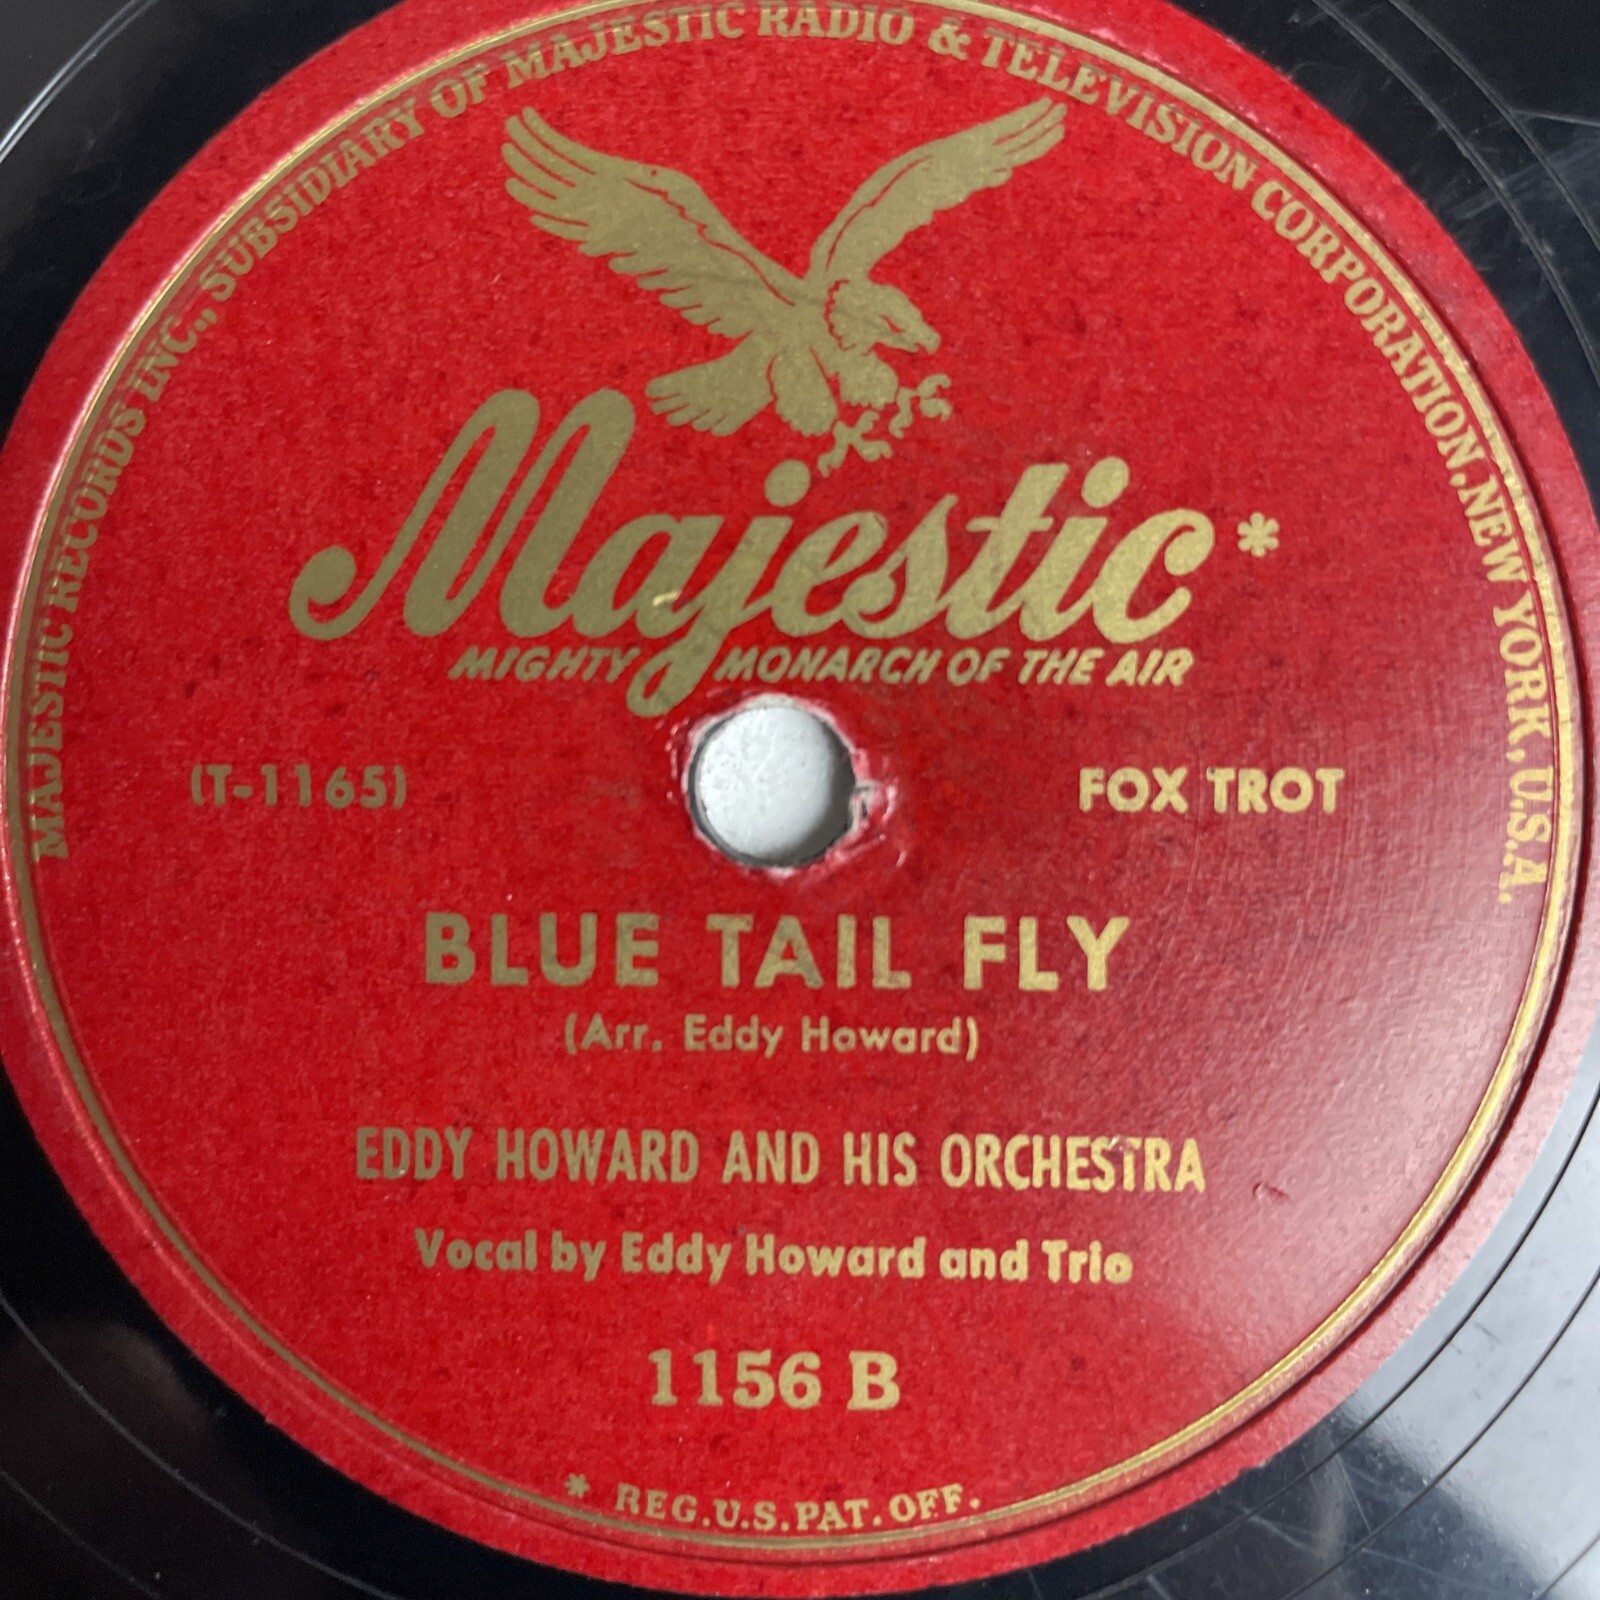 MAJESTIC RECORDS INC., SUBSIDIARY OF MAJESTIC RADIO & TELEVISION CORPORATION, NEW YORK, U.S.A.
Majestic*
MIGHTY MONARCH OF THE AIR
(T-1165)
FOX TROT
BLUE TAIL FLY
(Arr. Eddy Howard)
EDDY HOWARD AND HIS ORCHESTRA
Vocal by Eddy Howard and Trio
1156 B
* REG.U.S.PAT.OFF.